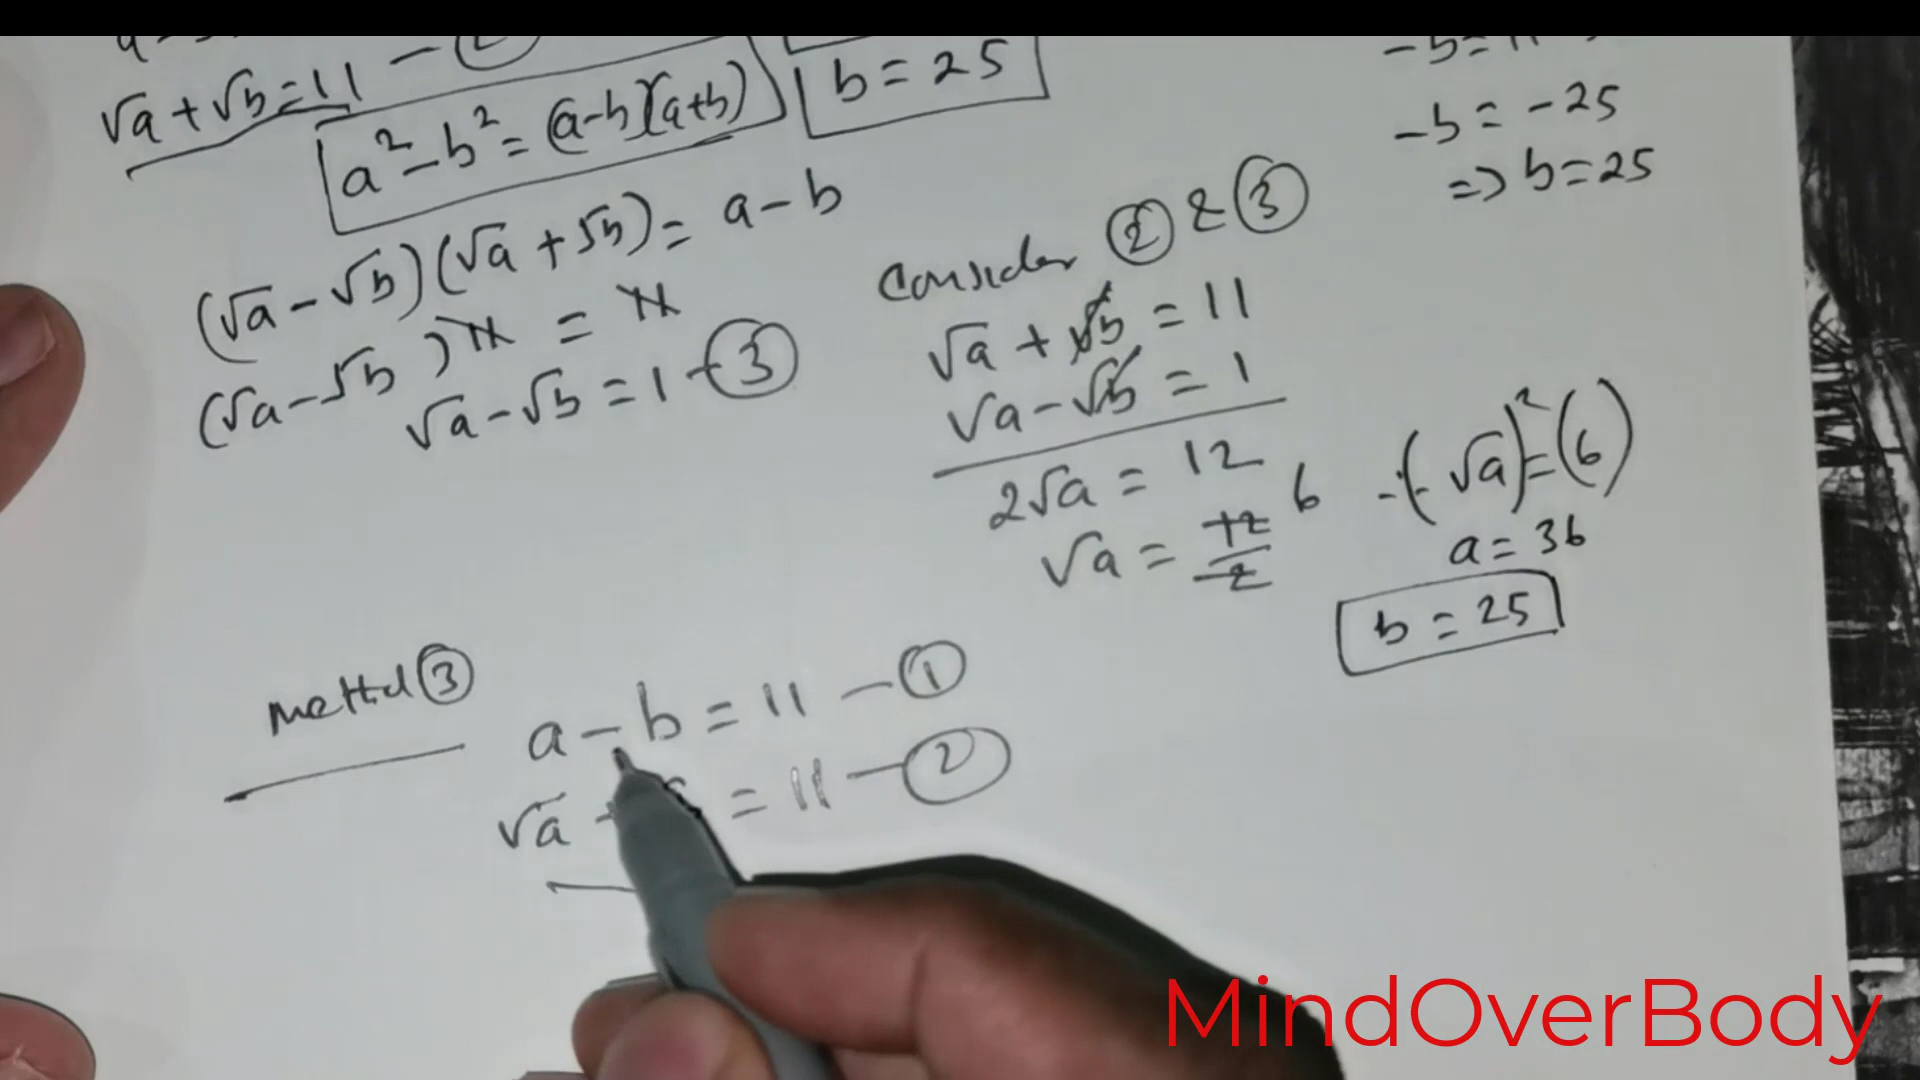 √a + √b = 11 — ②
a² - b² = (a-b)(a+b)
b = 25
(√a - √b)(√a + √b) = a - b
(√a - √b) 11 = 11
√a - √b = 1 — ③
-b = 11
-b = -25
=> b = 25
Consider ② & ③
√a + √b = 11
√a - √b = 1
2√a = 12
√a = 12/2 6
(√a)² = (6)
a = 36
b = 25
Method ③
a - b = 11 — ①
√a = 11 — ②
MindOverBody